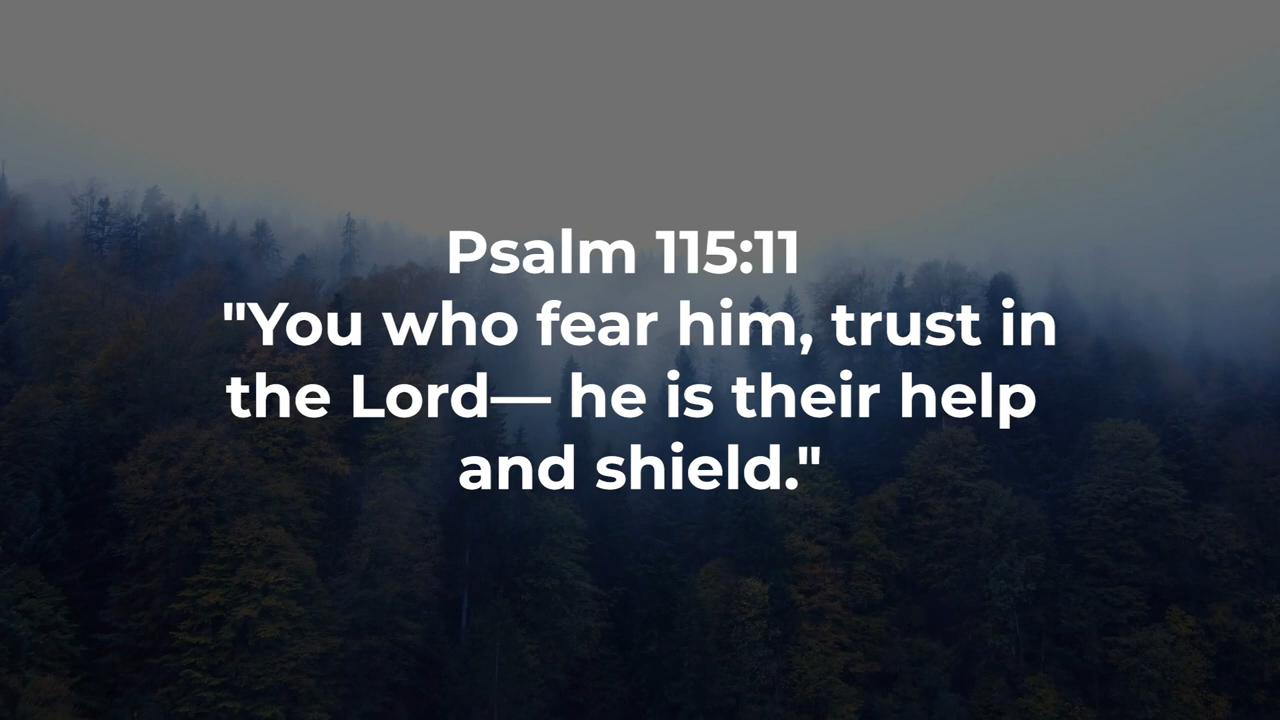 Psalm 115:11
"You who fear him, trust in
the Lord— he is their help
and shield."